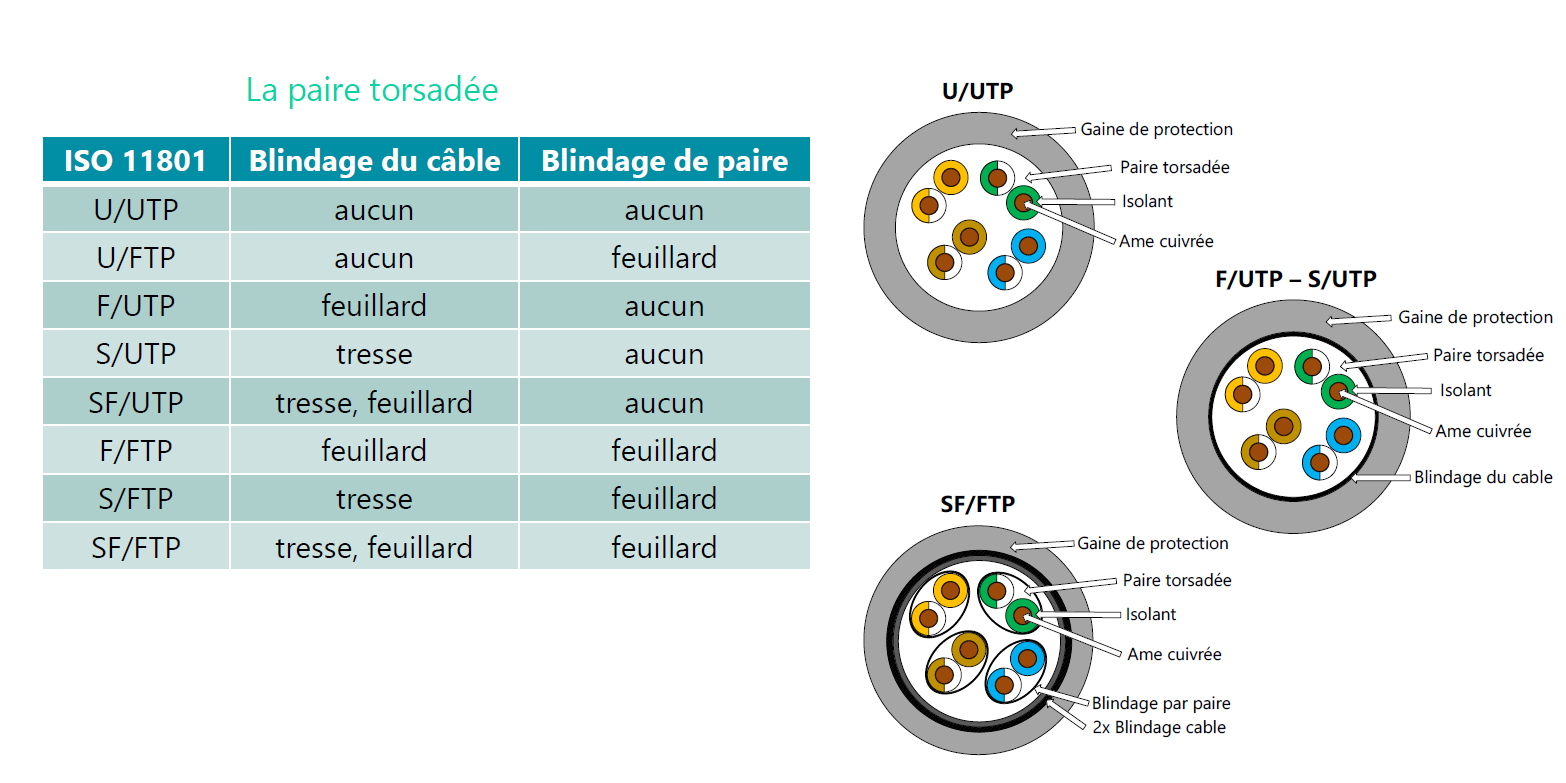 La paire torsadée
ISO 11801 Blindage du câble Blindage de paire
U/UTP aucun aucun
U/FTP aucun feuillard
F/UTP feuillard aucun
S/UTP tresse aucun
SF/UTP tresse, feuillard aucun
F/FTP feuillard feuillard
S/FTP tresse feuillard
SF/FTP tresse, feuillard feuillard
U/UTP
Gaine de protection
Paire torsadée
Isolant
Ame cuivrée
F/UTP – S/UTP
Gaine de protection
Paire torsadée
Isolant
Ame cuivrée
Blindage du cable
SF/FTP
Gaine de protection
Paire torsadée
Isolant
Ame cuivrée
Blindage par paire
2x Blindage cable